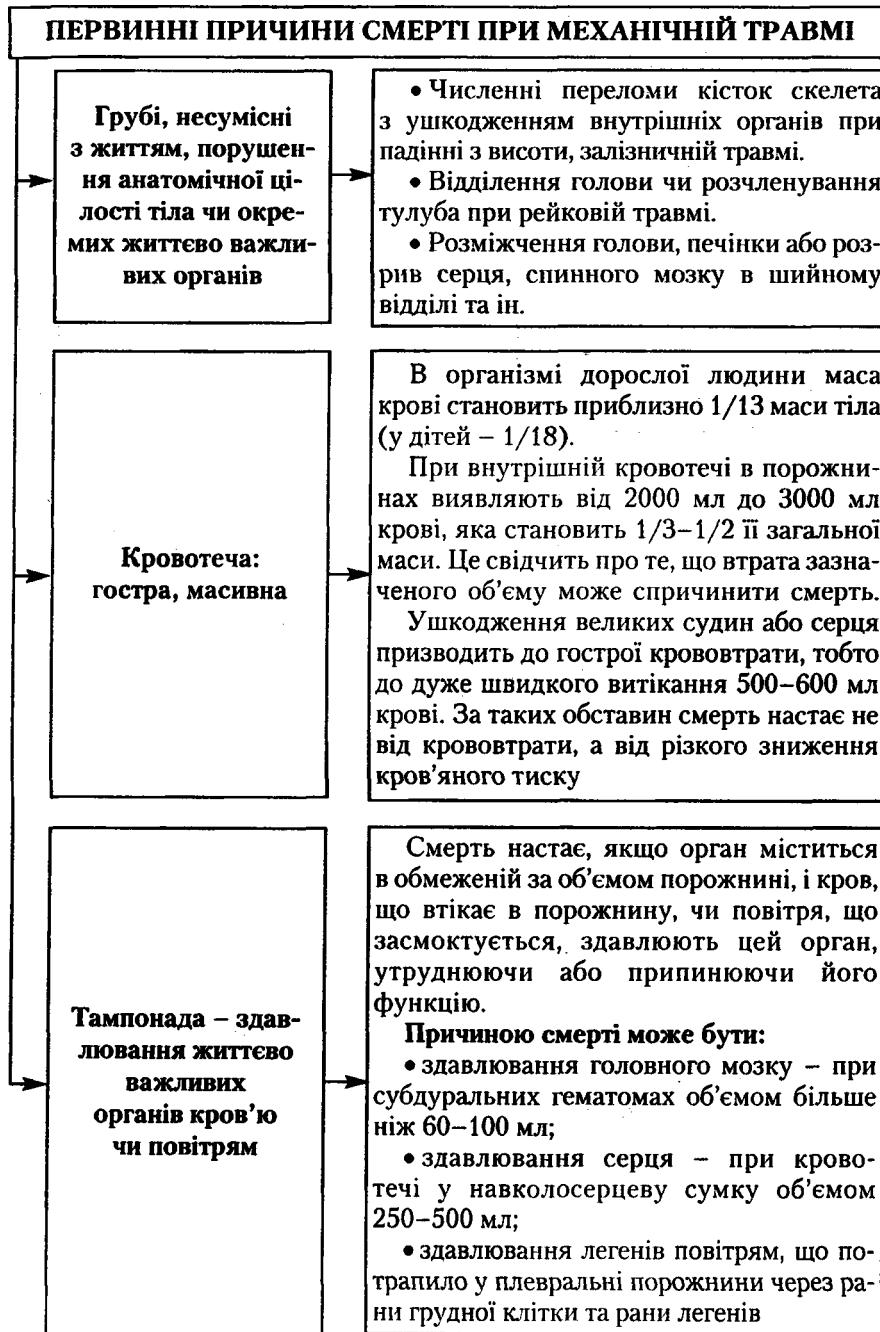 ПЕРВИННІ ПРИЧИНИ СМЕРТІ ПРИ МЕХАНІЧНІЙ ТРАВМІ
Грубі, несумісні
з життям, порушен-
ня анатомічної ці-
лості тіла чи окре-
мих життєво важли-
вих органів
• Численні переломи кісток скелета
з ушкодженням внутрішніх органів при
падінні з висоти, залізничній травмі.
• Відділення голови чи розчленування
тулуба при рейковій травмі.
• Розміжчення голови, печінки або роз-
рив серця, спинного мозку в шийному
відділі та ін.
Кровотеча:
гостра, масивна
В організмі дорослої людини маса
крові становить приблизно 1/13 маси тіла
(у дітей – 1/18).
При внутрішній кровотечі в порожни-
нах виявляють від 2000 мл до 3000 мл
крові, яка становить 1/3–1/2 її загальної
маси. Це свідчить про те, що втрата зазна-
ченого об’єму може спричинити смерть.
Ушкодження великих судин або серця
призводить до гострої крововтрати, тобто
до дуже швидкого витікання 500–600 мл
крові. За таких обставин смерть настає не
від крововтрати, а від різкого зниження
кров’яного тиску
Тампонада – здав-
лювання життєво
важливих
органів кров’ю
чи повітрям
Смерть настає, якщо орган міститься
в обмеженій за об’ємом порожнині, і кров,
що втікає в порожнину, чи повітря, що
засмоктується, здавлюють цей орган,
утруднюючи або припиняючи його
функцію.
Причиною смерті може бути:
• здавлювання головного мозку – при
субдуральних гематомах об’ємом більше
ніж 60–100 мл;
• здавлювання серця – при крово-
течі у навколосерцеву сумку об’ємом
250–500 мл;
• здавлювання легенів повітрям, що по-
трапило у плевральні порожнини через ра-
ни грудної клітки та рани легенів